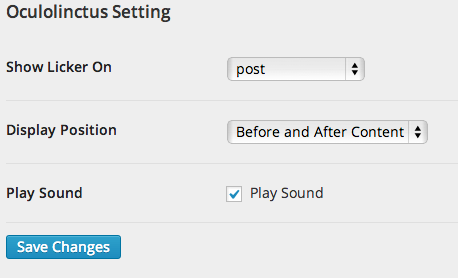 Oculolinctus Setting
Show Licker On post
Display Position Before and After Content
Play Sound Play Sound
Save Changes